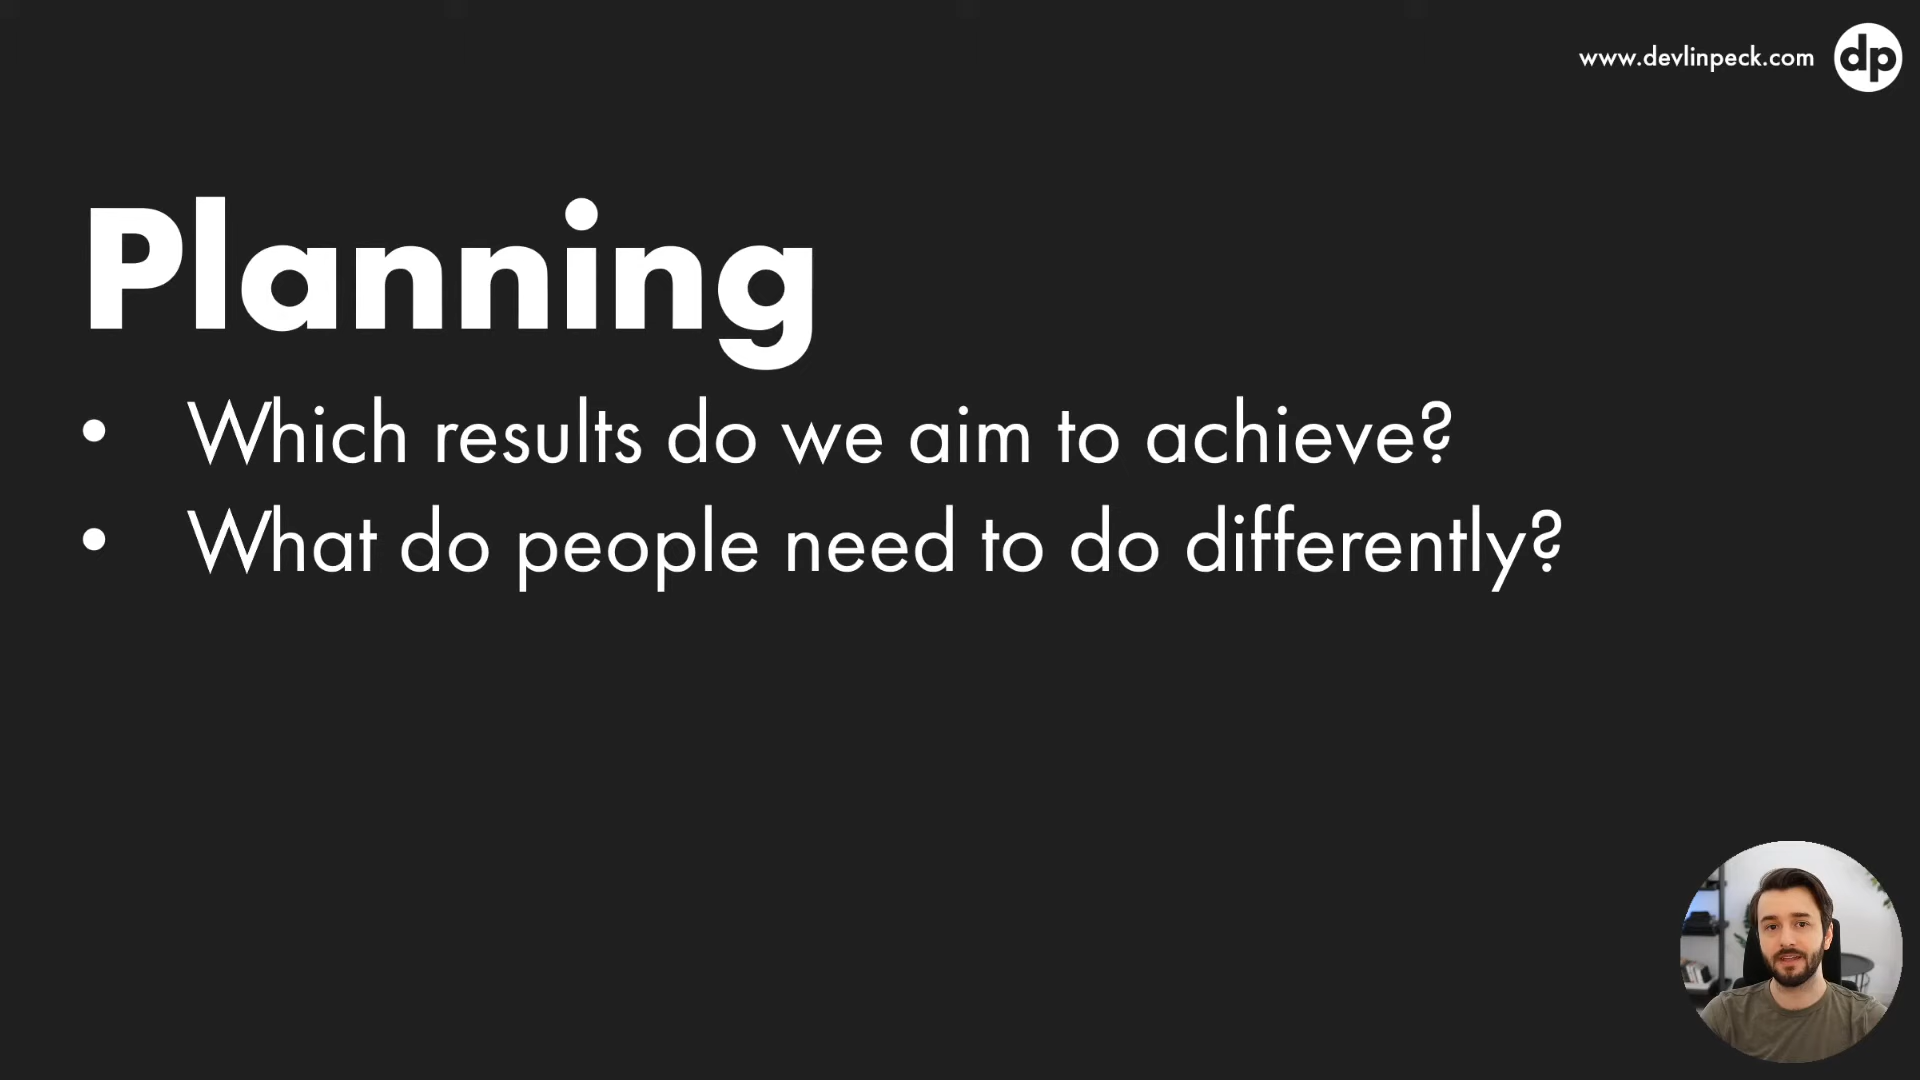 www.devlinpeck.com dp
Planning
• Which results do we aim to achieve?
• What do people need to do differently?